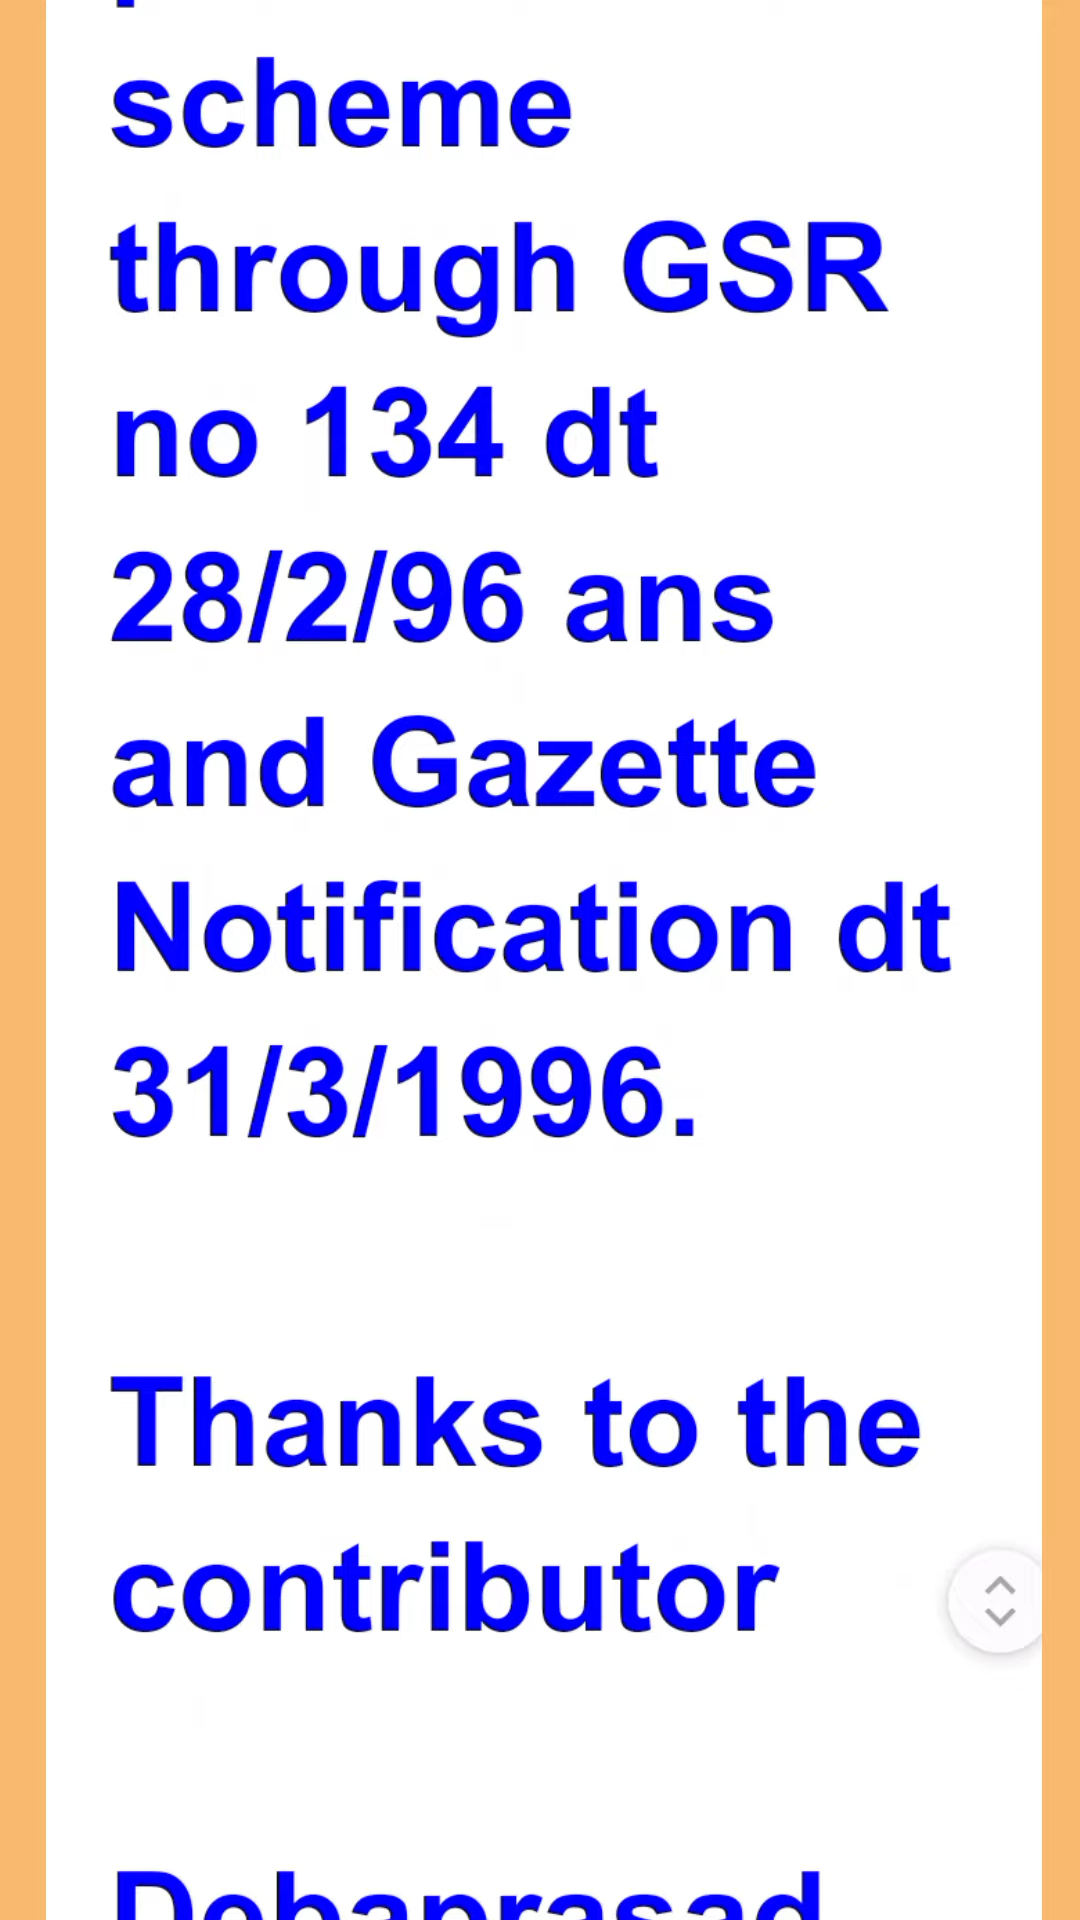 scheme
through GSR
no 134 dt
28/2/96 ans
and Gazette
Notification dt
31/3/1996.
Thanks to the
contributor
Debaprasad